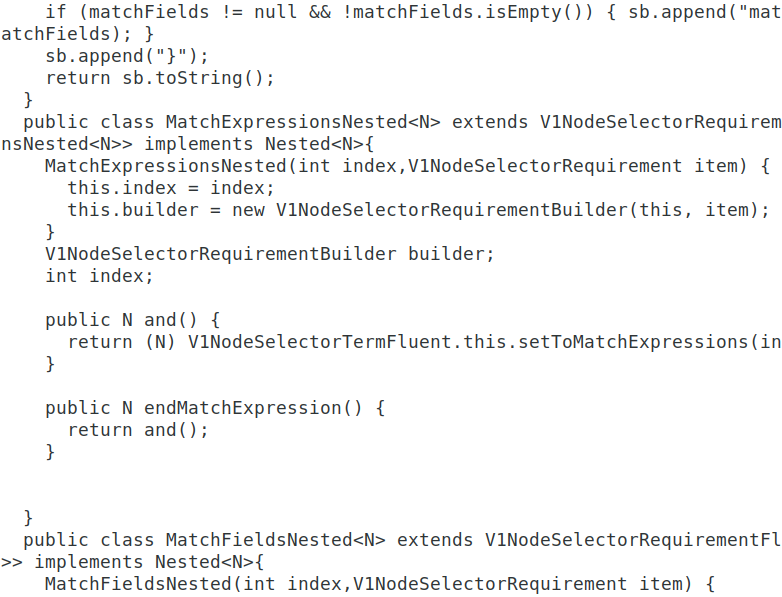 if (matchFields != null && !matchFields.isEmpty()) { sb.append("mat
atchFields); }
    sb.append("}");
    return sb.toString();
  }
  public class MatchExpressionsNested<N> extends V1NodeSelectorRequirem
nsNested<N>> implements Nested<N>{
    MatchExpressionsNested(int index,V1NodeSelectorRequirement item) {
      this.index = index;
      this.builder = new V1NodeSelectorRequirementBuilder(this, item);
    }
    V1NodeSelectorRequirementBuilder builder;
    int index;

    public N and() {
      return (N) V1NodeSelectorTermFluent.this.setToMatchExpressions(in
    }

    public N endMatchExpression() {
      return and();
    }


  }
  public class MatchFieldsNested<N> extends V1NodeSelectorRequirementFl
>> implements Nested<N>{
    MatchFieldsNested(int index,V1NodeSelectorRequirement item) {